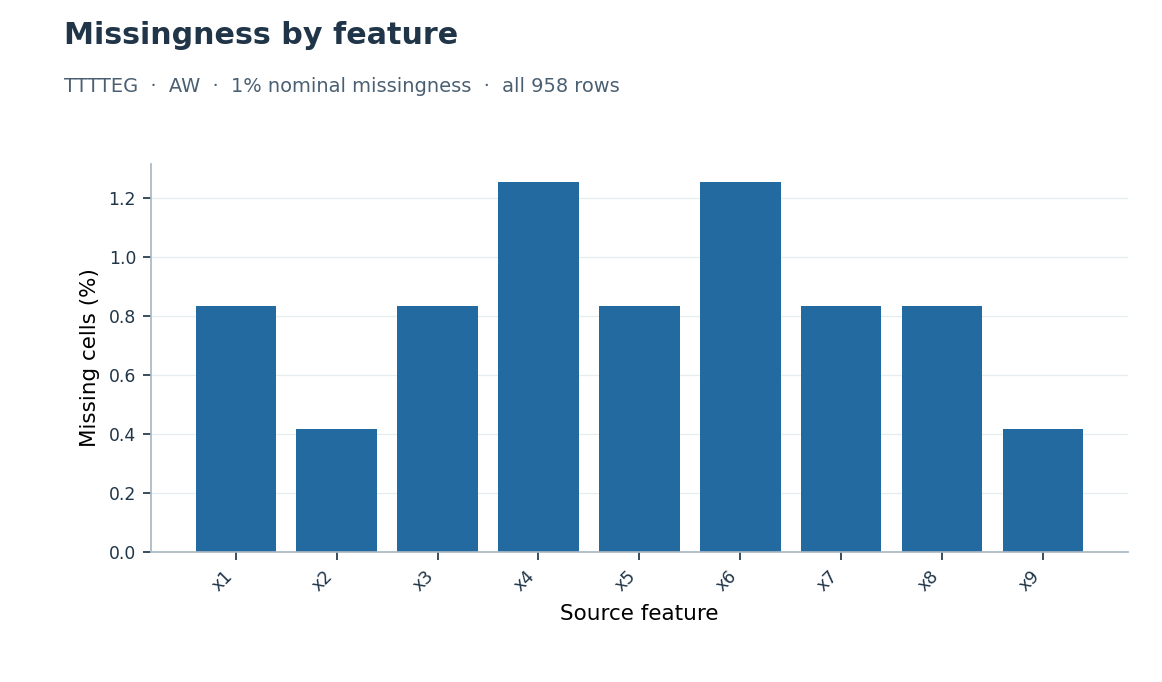 Missingness by feature
TTTTEG · AW · 1% nominal missingness · all 958 rows
Missing cells (%)
1.2
1.0
0.8
0.6
0.4
0.2
0.0
x1 x2 x3 x4 x5 x6 x7 x8 x9
Source feature